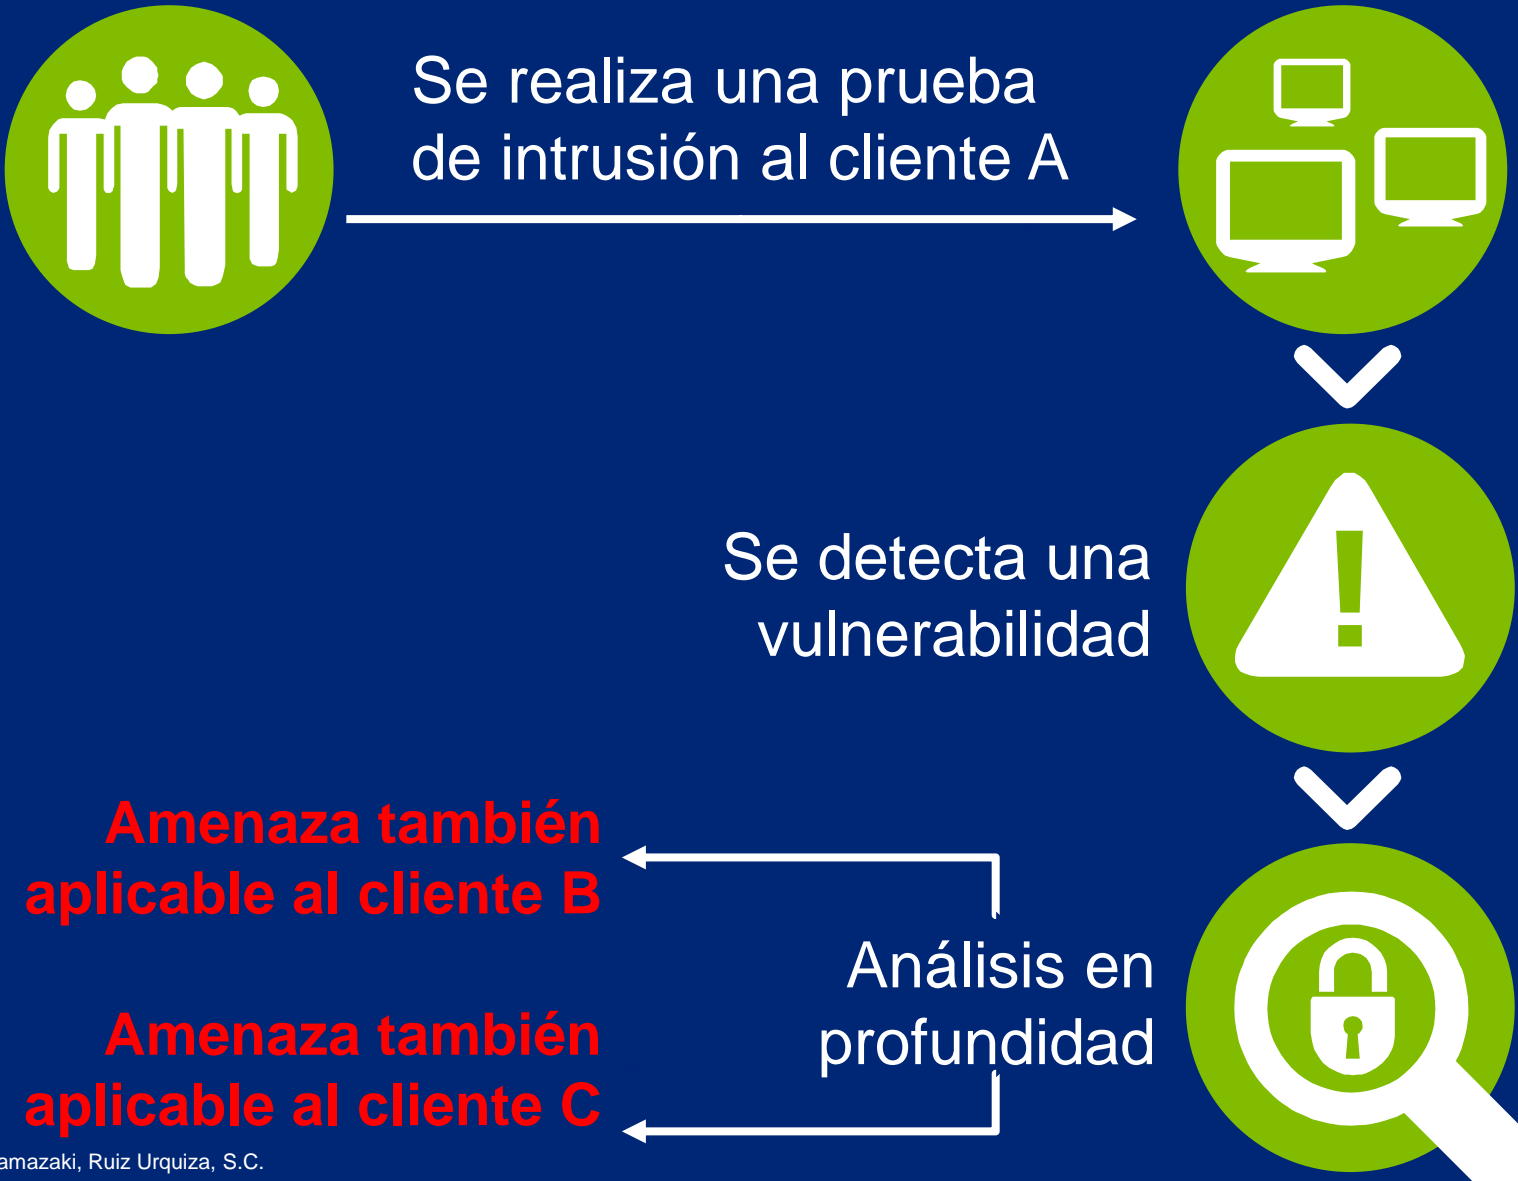 Se realiza una prueba
de intrusión al cliente A
Se detecta una
vulnerabilidad
Amenaza también
aplicable al cliente B
Análisis en
profundidad
Amenaza también
aplicable al cliente C
amazaki, Ruiz Urquiza, S.C.